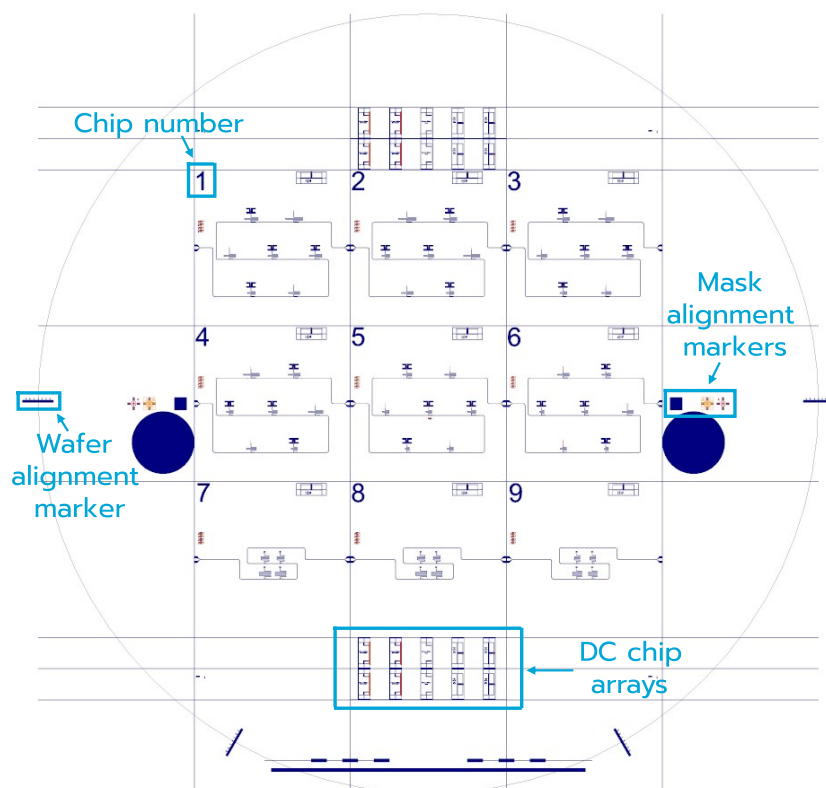 Chip number
1
2
3
Mask
alignment
markers
4
5
6
Wafer
alignment
marker
7
8
9
DC chip
arrays